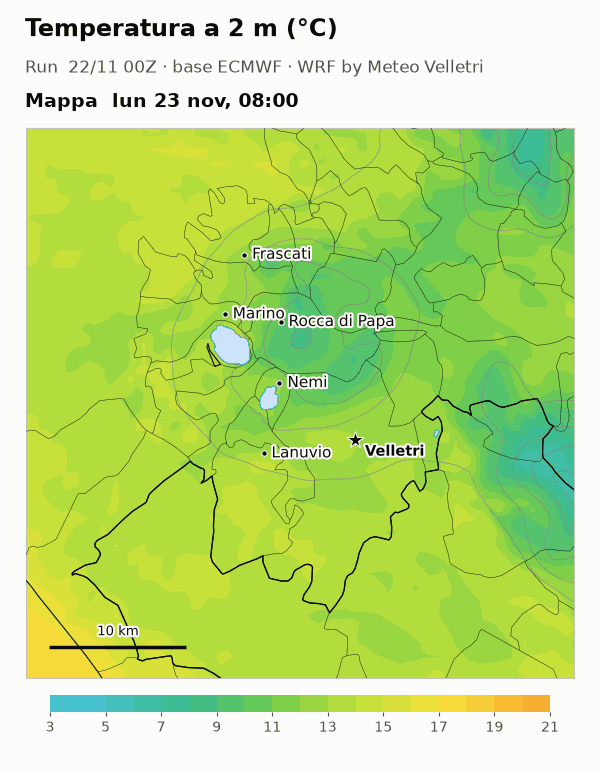 Temperatura a 2 m (°C)
Run  22/11 00Z · base ECMWF · WRF by Meteo Velletri
Mappa  lun 23 nov, 08:00
Frascati
Marino
Rocca di Papa
Nemi
Velletri
Lanuvio
10 km
3 5 7 9 11 13 15 17 19 21